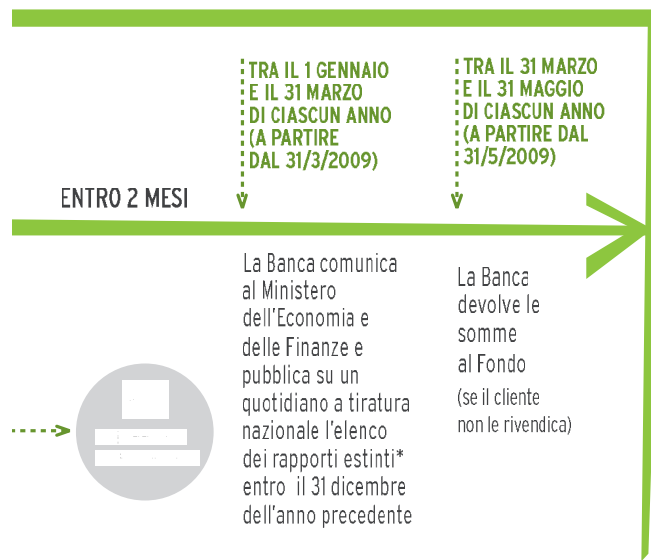 TRA IL 1 GENNAIO
E IL 31 MARZO
DI CIASCUN ANNO
(A PARTIRE
DAL 31/3/2009)
TRA IL 31 MARZO
E IL 31 MAGGIO
DI CIASCUN ANNO
(A PARTIRE DAL
31/5/2009)
ENTRO 2 MESI
La Banca comunica
al Ministero
dell'Economia e
delle Finanze e
pubblica su un
quotidiano a tiratura
nazionale l'elenco
dei rapporti estinti*
entro il 31 dicembre
dell'anno precedente
La Banca
devolve le
somme
al Fondo
(se il cliente
non le rivendica)